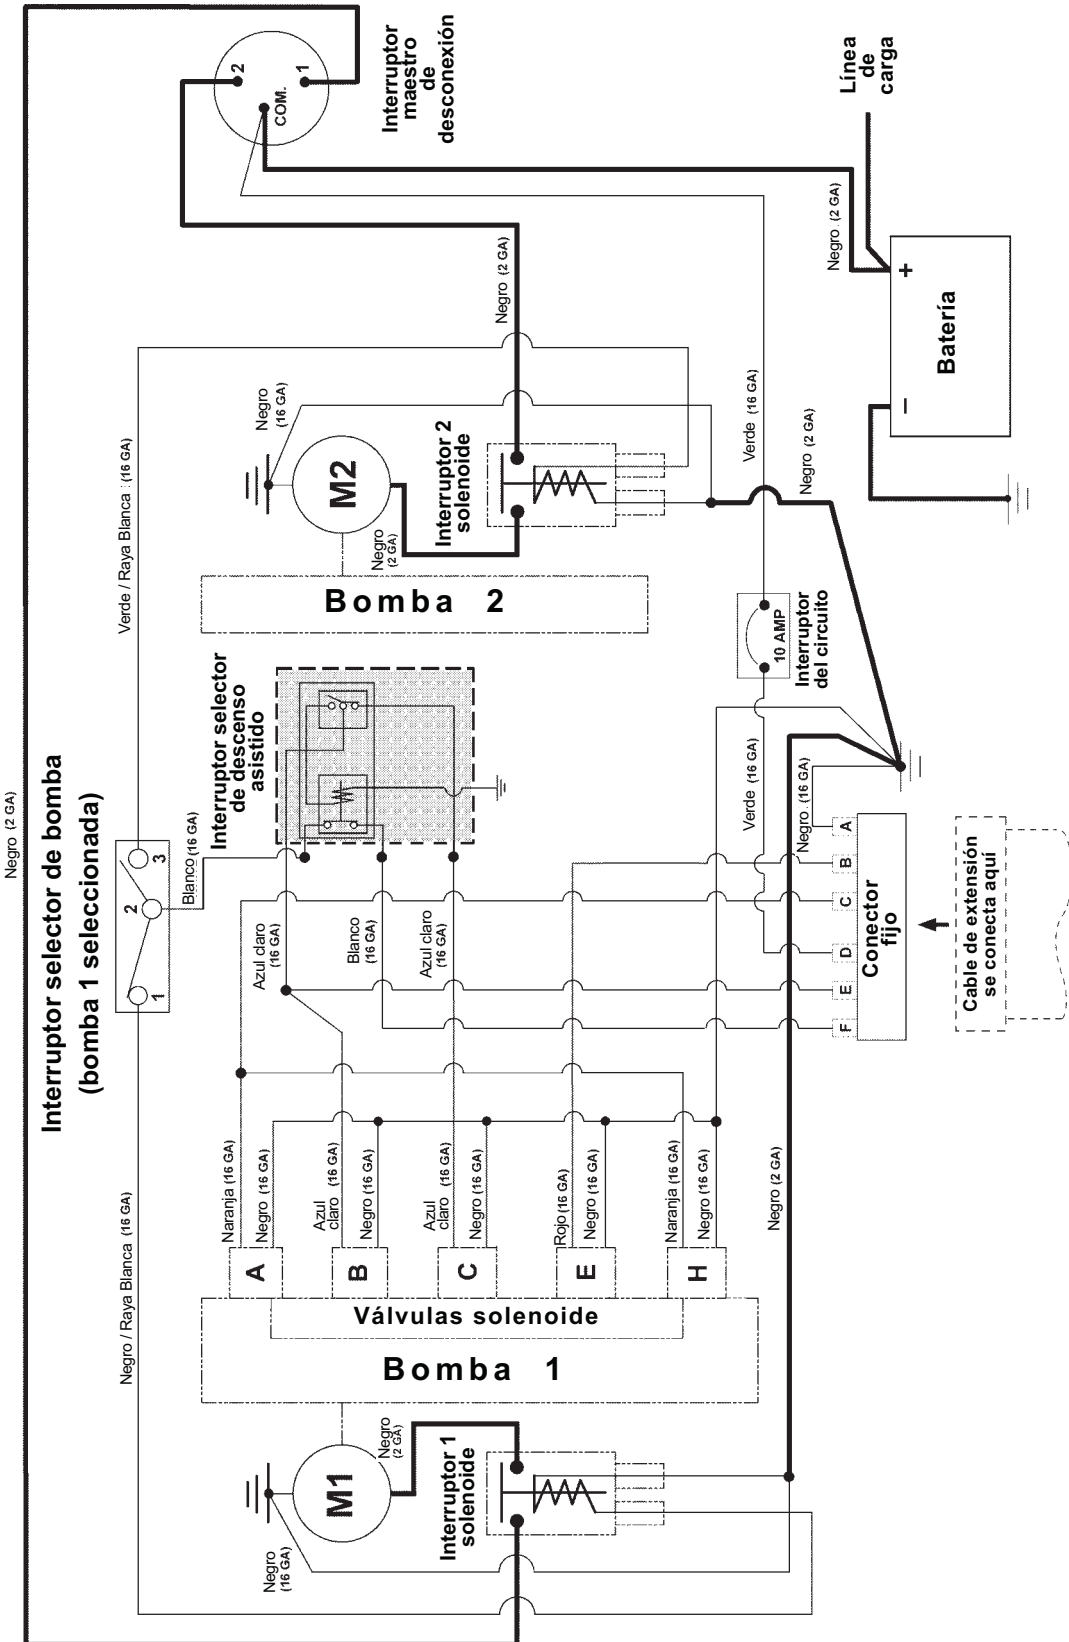 Negro (2 GA)
Interruptor selector de bomba
(bomba 1 seleccionada)
Negro / Raya Blanca (16 GA)
1
2
3
Blanco (16 GA)
Verde / Raya Blanca : (16 GA)
2
1
COM.
Interruptor
maestro
de
desconexión
Línea
de
carga
Negro . (2 GA)
+
–
Batería
Negro (2 GA)
Negro
(16 GA)
M2
Negro
(2 GA)
Interruptor 2
solenoide
Bomba 2
Verde (16 GA)
Negro (2 GA)
10 AMP
Interruptor
del circuito
Verde (16 GA)
Interruptor selector
de descenso
asistido
Azul claro
(16 GA)
Blanco
(16 GA)
Azul claro
(16 GA)
Negro. (16 GA)
A
B
C
D
E
F
Conector
fijo
Cable de extensión
se conecta aquí
Naranja (16 GA)
Negro (16 GA)
Azul
claro (16 GA)
Negro (16 GA)
Azul
claro (16 GA)
Negro (16 GA)
Rojo (16 GA)
Negro (16 GA)
Naranja (16 GA)
Negro (16 GA)
Negro (2 GA)
A
B
C
E
H
Válvulas solenoide
Bomba 1
M1
Negro
(2 GA)
Negro
(16 GA)
Interruptor 1
solenoide